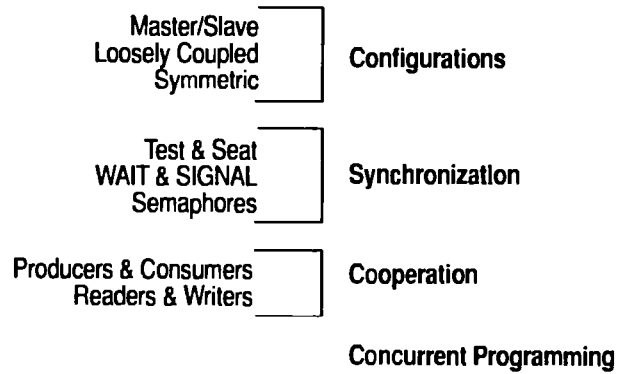 Master/Slave
Loosely Coupled
Symmetric
Configurations
Test & Seat
WAIT & SIGNAL
Semaphores
Synchronization
Producers & Consumers
Readers & Writers
Cooperation
Concurrent Programming